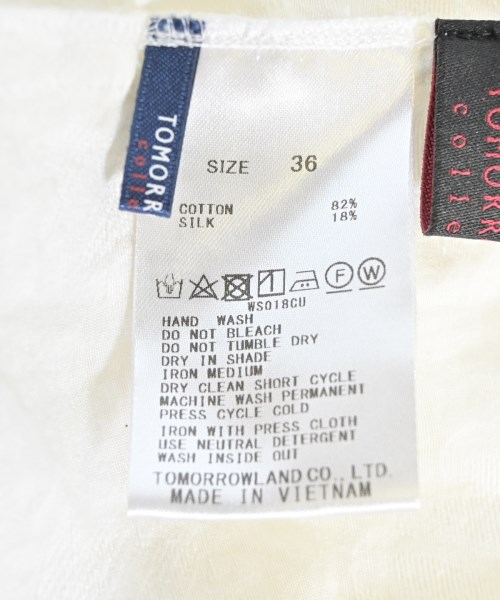 TOMORR
colle
SIZE 36
COTTON 82%
SILK 18%
F W
WS018CU
HAND WASH
DO NOT BLEACH
DO NOT TUMBLE DRY
DRY IN SHADE
IRON MEDIUM
DRY CLEAN SHORT CYCLE
MACHINE WASH PERMANENT
PRESS CYCLE COLD
IRON WITH PRESS CLOTH
USE NEUTRAL DETERGENT
WASH INSIDE OUT
TOMORROWLAND CO., LTD.
MADE IN VIETNAM
TOMOR
colle